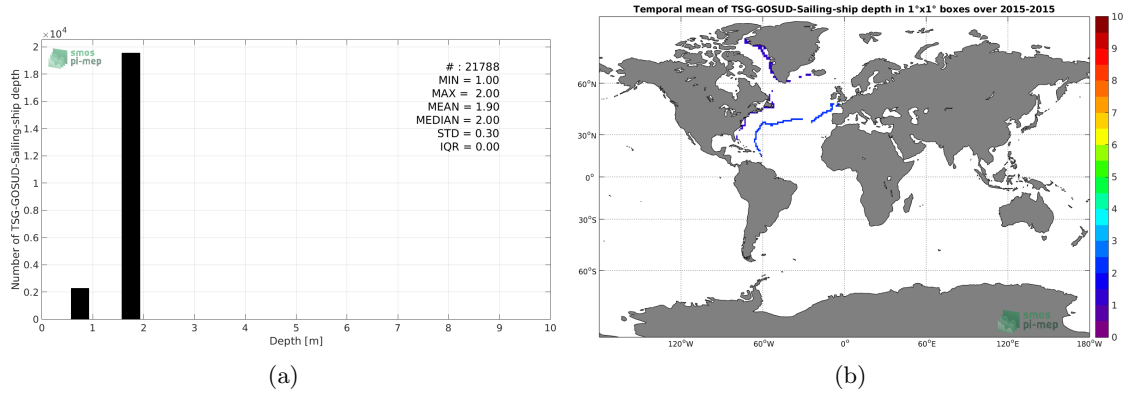 ×10⁴
2
1.8
1.6
1.4
1.2
1
0.8
0.6
0.4
0.2
0
Number of TSG-GOSUD-Sailing-ship depth
smos
pi-mep
# : 21788
MIN = 1.00
MAX = 2.00
MEAN = 1.90
MEDIAN = 2.00
STD = 0.30
IQR = 0.00
0 1 2 3 4 5 6 7 8 9 10
Depth [m]
(a)
Temporal mean of TSG-GOSUD-Sailing-ship depth in 1°x1° boxes over 2015-2015
60°N
30°N
0°
30°S
60°S
120°W 60°W 0° 60°E 120°E 180°W
smos
pi-mep
10
9
8
7
6
5
4
3
2
1
0
(b)